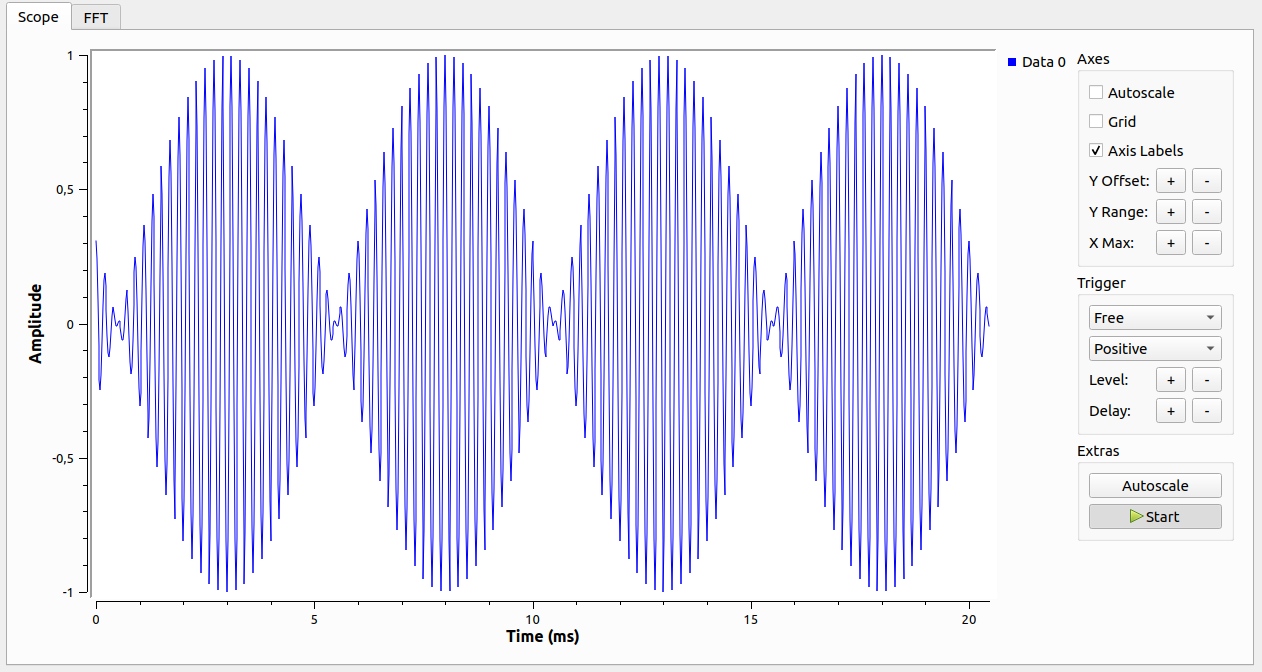 Scope FFT
Data 0
Amplitude
1
0,5
0
-0,5
-1
0 5 10 15 20
Time (ms)
Axes
Autoscale
Grid
Axis Labels
Y Offset: + -
Y Range: + -
X Max: + -
Trigger
Free
Positive
Level: + -
Delay: + -
Extras
Autoscale
Start